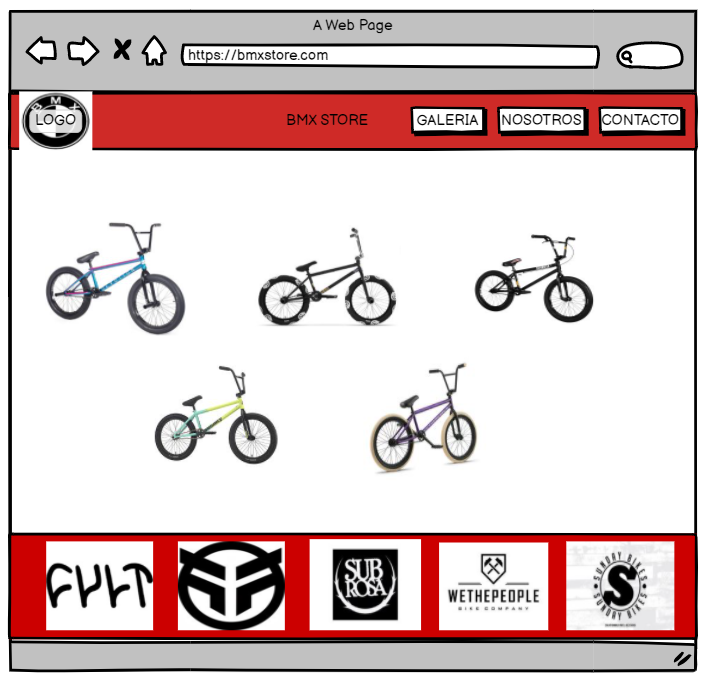 A Web Page
https://bmxstore.com
BMX
LOGO
BMX STORE
GALERIA
NOSOTROS
CONTACTO
CULT
SUB
ROSA
WETHEPEOPLE
BIKE COMPANY
SUNDAY BIKES
S
SUNDAY BIKES